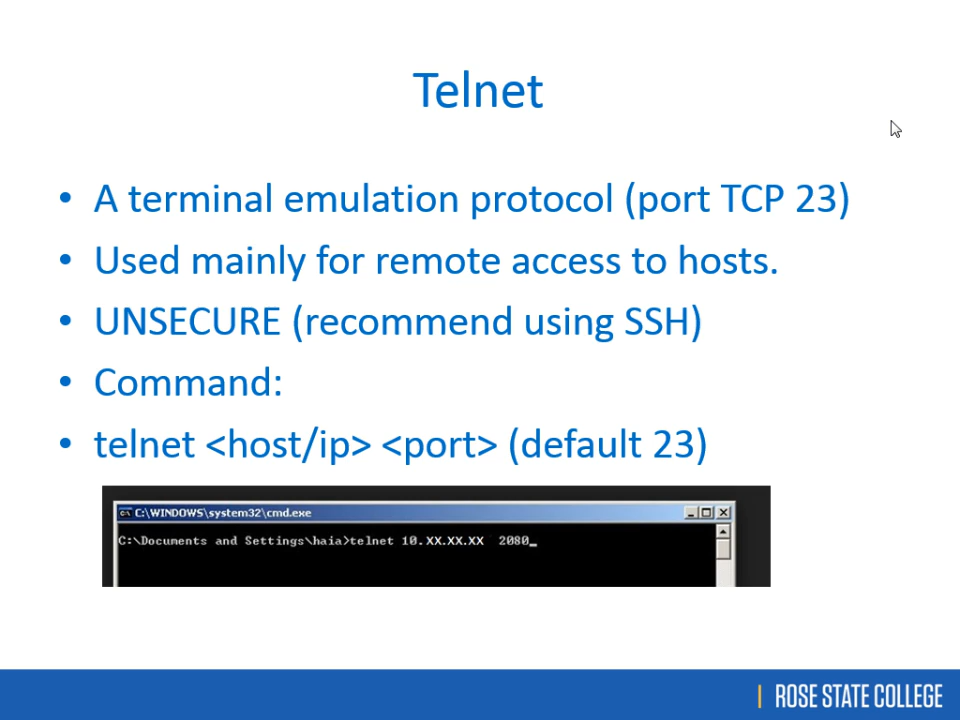 Telnet
• A terminal emulation protocol (port TCP 23)
• Used mainly for remote access to hosts.
• UNSECURE (recommend using SSH)
• Command:
• telnet <host/ip> <port> (default 23)
C:\WINDOWS\system32\cmd.exe
C:\Documents and Settings\haia>telnet 10.XX.XX.XX 2080_
ROSE STATE COLLEGE